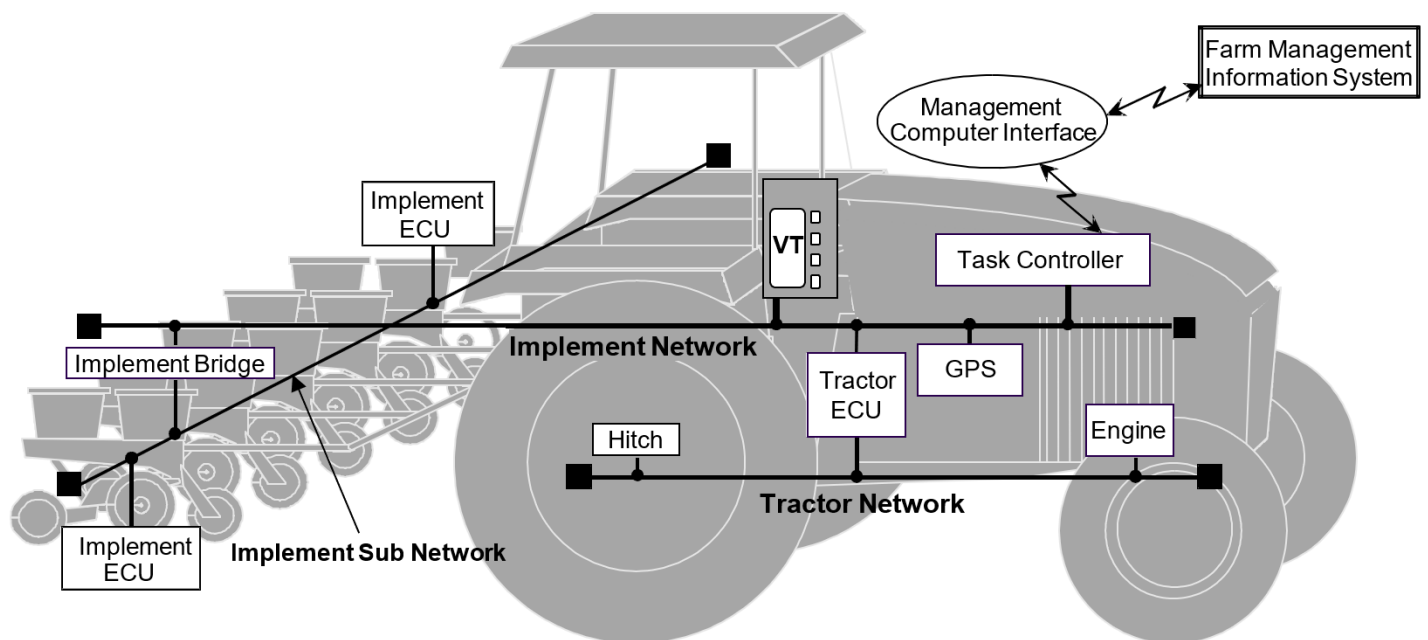 Farm Management
Information System
Management
Computer Interface
Implement
ECU
VT
Task Controller
Implement Network
Implement Bridge
Tractor
ECU
GPS
Hitch
Engine
Tractor Network
Implement
ECU
Implement Sub Network